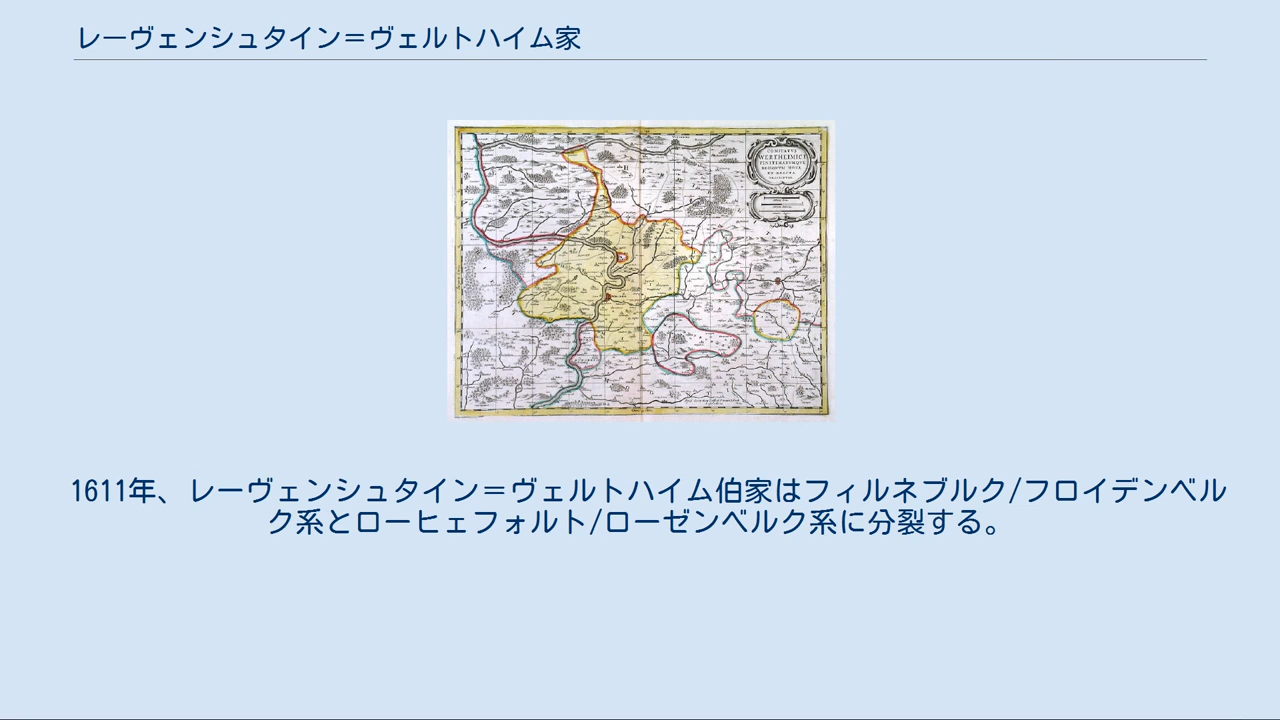 レーヴェンシュタイン＝ヴェルトハイム家
COMITATVS
WERTHEIMICI
1611年、レーヴェンシュタイン＝ヴェルトハイム伯家はフィルネブルク/フロイデンベル
ク系とローヒェフォルト/ローゼンベルク系に分裂する。